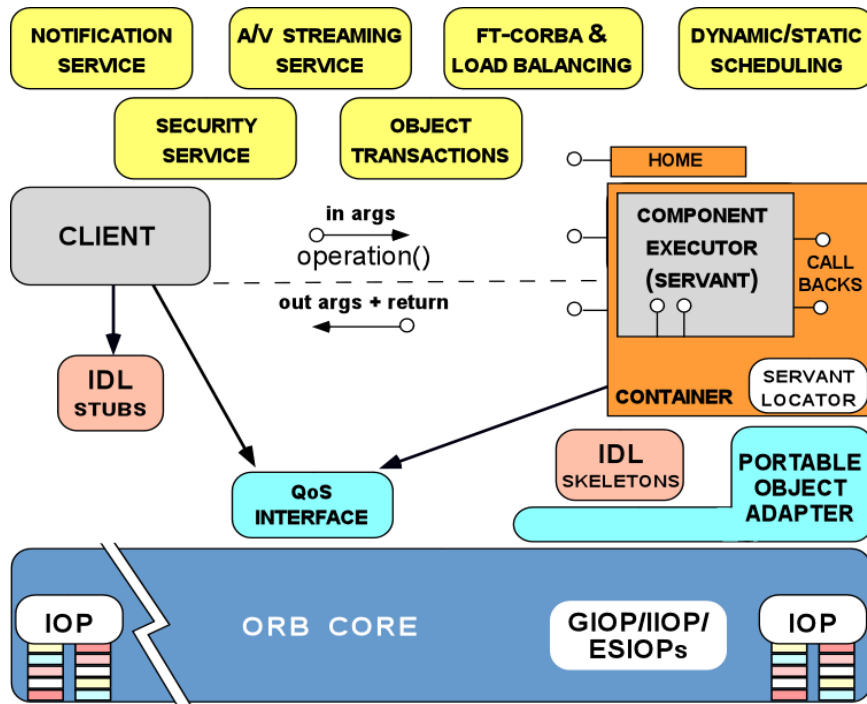 NOTIFICATION
SERVICE
A/V STREAMING
SERVICE
FT-CORBA &
LOAD BALANCING
DYNAMIC/STATIC
SCHEDULING
SECURITY
SERVICE
OBJECT
TRANSACTIONS
HOME
CLIENT
in args
operation()
out args + return
COMPONENT
EXECUTOR
(SERVANT)
CALL
BACKS
IDL
STUBS
CONTAINER
SERVANT
LOCATOR
IDL
SKELETONS
PORTABLE
OBJECT
ADAPTER
QoS
INTERFACE
IOP
ORB CORE
GIOP/IIOP/
ESIOPs
IOP